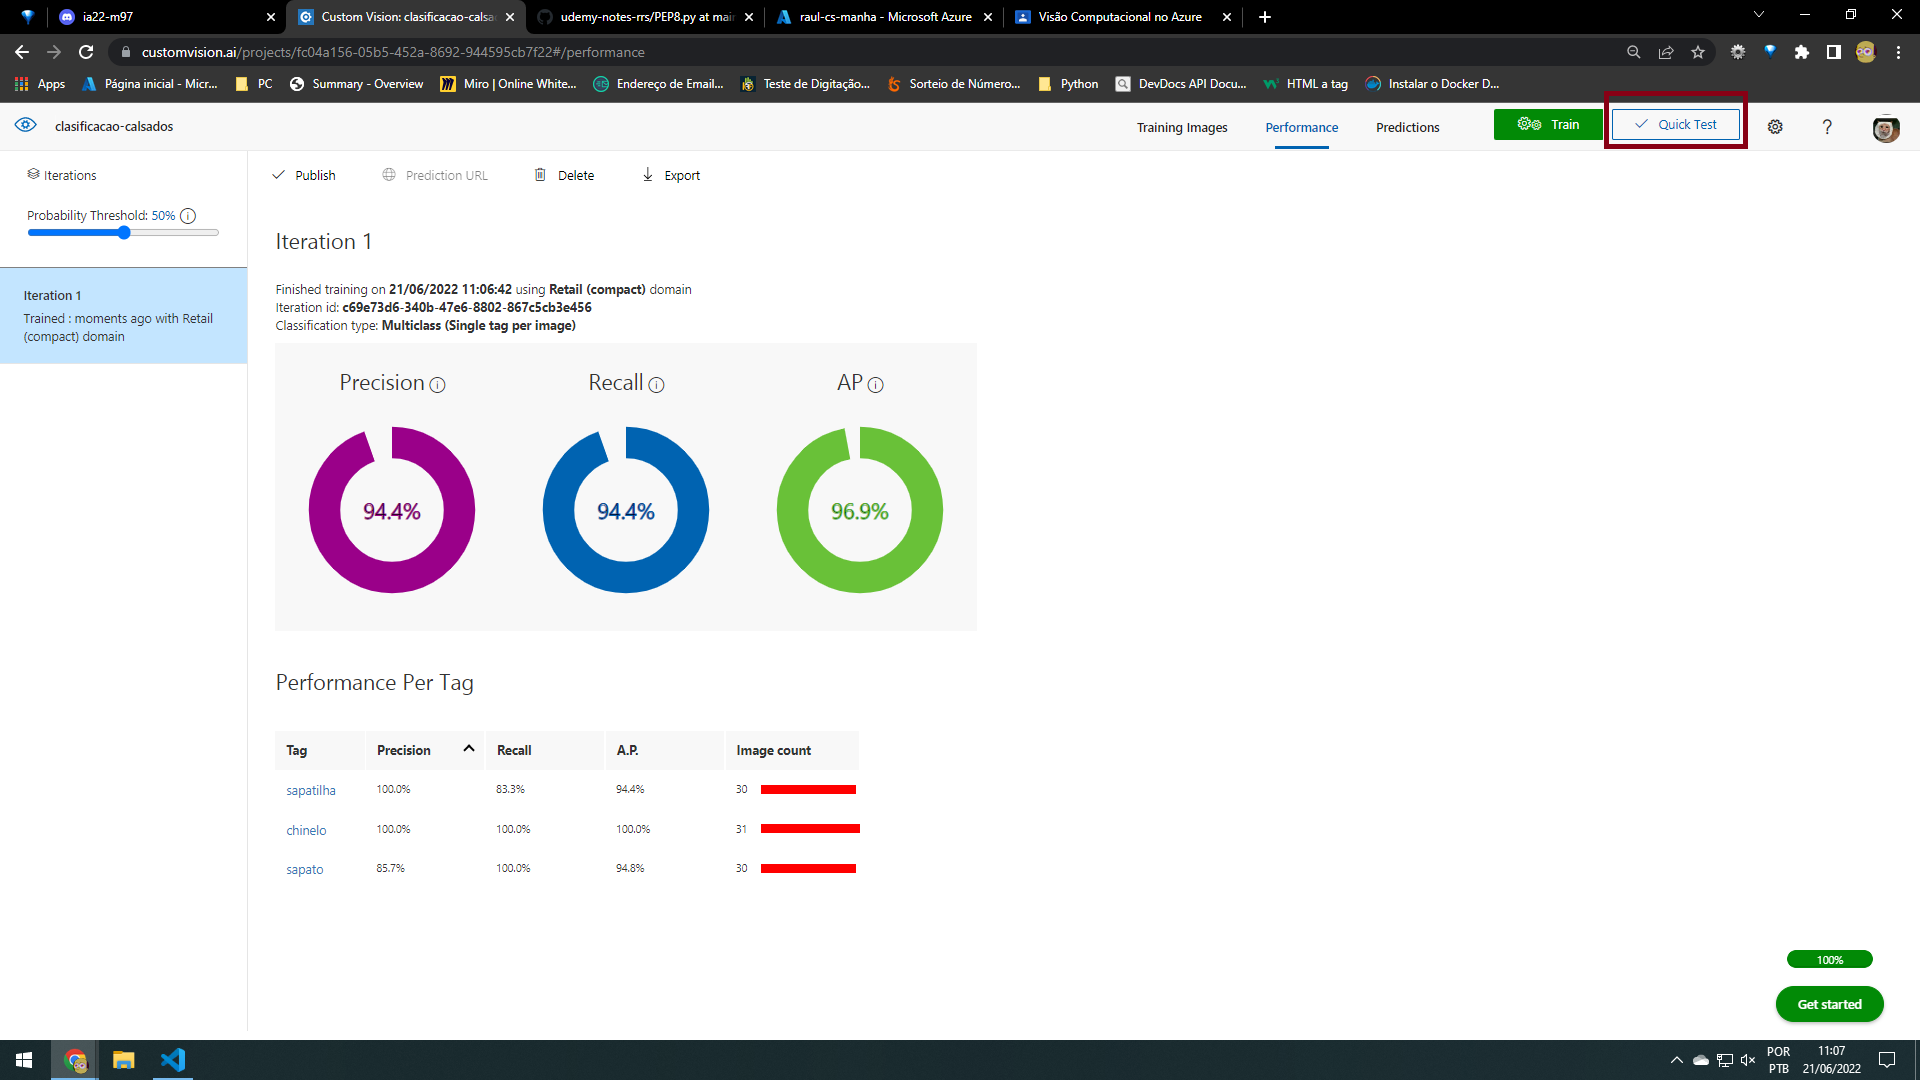 ia22-m97
Custom Vision: clasificacao-calsa
udemy-notes-rrs/PEP8.py at mair
raul-cs-manha - Microsoft Azure
Visão Computacional no Azure
customvision.ai/projects/fc04a156-05b5-452a-8692-944595cb7f22#/performance
Apps
Página inicial - Micr...
PC
Summary - Overview
Miro | Online White...
Endereço de Email...
Teste de Digitação...
Sorteio de Número...
Python
DevDocs API Docu...
HTML a tag
Instalar o Docker D...
clasificacao-calsados
Training Images
Performance
Predictions
Train
Quick Test
?
Iterations
Publish
Prediction URL
Delete
Export
Probability Threshold: 50%
Iteration 1
Trained : moments ago with Retail
(compact) domain
Iteration 1
Finished training on 21/06/2022 11:06:42 using Retail (compact) domain
Iteration id: c69e73d6-340b-47e6-8802-867c5cb3e456
Classification type: Multiclass (Single tag per image)
Precision
Recall
AP
94.4%
94.4%
96.9%
Performance Per Tag
Tag Precision Recall A.P. Image count
sapatilha 100.0% 83.3% 94.4% 30
chinelo 100.0% 100.0% 100.0% 31
sapato 85.7% 100.0% 94.8% 30
100%
Get started
POR
PTB
11:07
21/06/2022